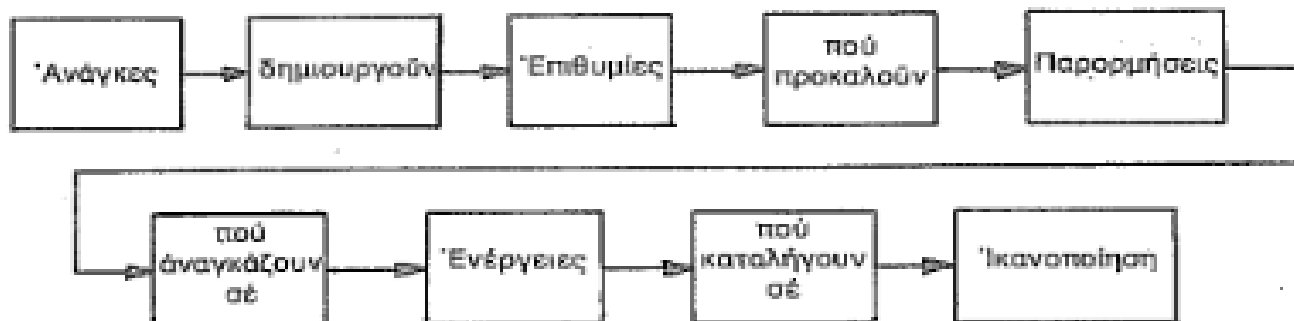 Ἀνάγκες
δημιουργοῦν
Ἐπιθυμίες
πού
προκαλοῦν
Παρορμήσεις
πού
ἀναγκάζουν
σέ
Ἐνέργειες
πού
καταλήγουν
σέ
Ἱκανοποίηση